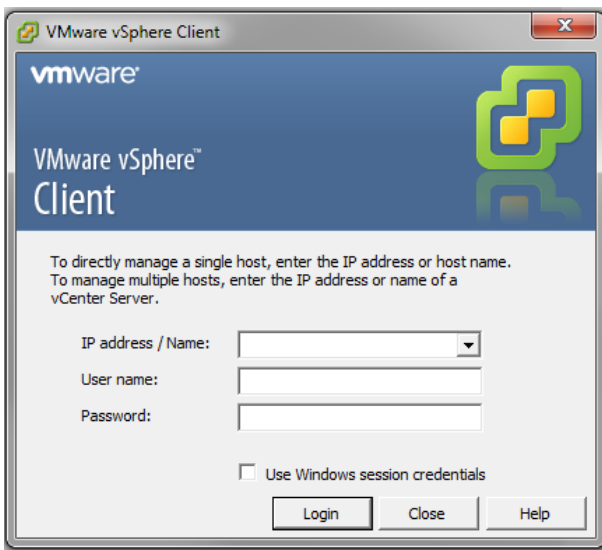 VMware vSphere Client
vmware®
VMware vSphere™
Client
To directly manage a single host, enter the IP address or host name.
To manage multiple hosts, enter the IP address or name of a
vCenter Server.
IP address / Name:
User name:
Password:
Use Windows session credentials
Login Close Help